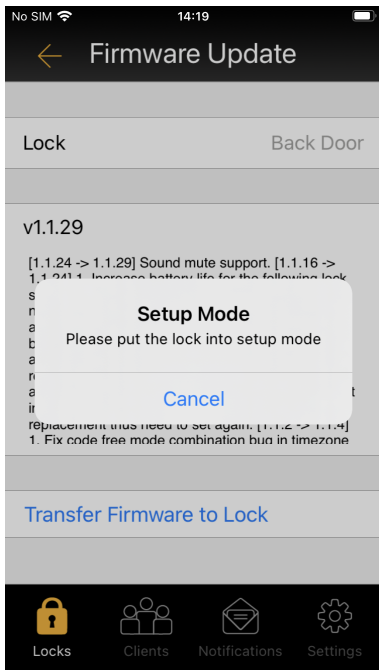 No SIM 14:19
Firmware Update
Lock Back Door
v1.1.29
[1.1.24 -> 1.1.29] Sound mute support. [1.1.16 ->
1.1.24] 1. Increase battery life for the following lock
Setup Mode
Please put the lock into setup mode
Cancel
replacement thus need to set again. [1.1.2 -> 1.1.4]
1. Fix code free mode combination bug in timezone
Transfer Firmware to Lock
Locks Clients Notifications Settings